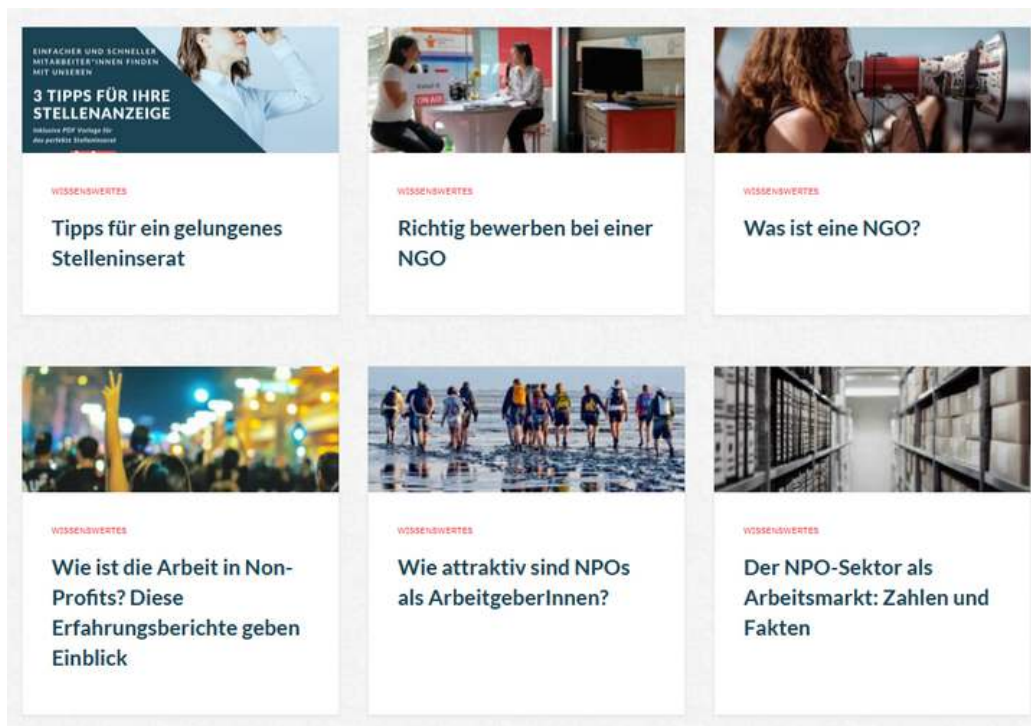 EINFACHER UND SCHNELLER
MITARBEITER*INNEN FINDEN
MIT UNSEREN
3 TIPPS FÜR IHRE
STELLENANZEIGE
Inklusive PDF Vorlage für
das perfekte Stelleninserat
WISSENSWERTES
Tipps für ein gelungenes
Stelleninserat
ON AIR
WISSENSWERTES
Richtig bewerben bei einer
NGO
WISSENSWERTES
Was ist eine NGO?
WISSENSWERTES
Wie ist die Arbeit in Non-
Profits? Diese
Erfahrungsberichte geben
Einblick
WISSENSWERTES
Wie attraktiv sind NPOs
als ArbeitgeberInnen?
WISSENSWERTES
Der NPO-Sektor als
Arbeitsmarkt: Zahlen und
Fakten